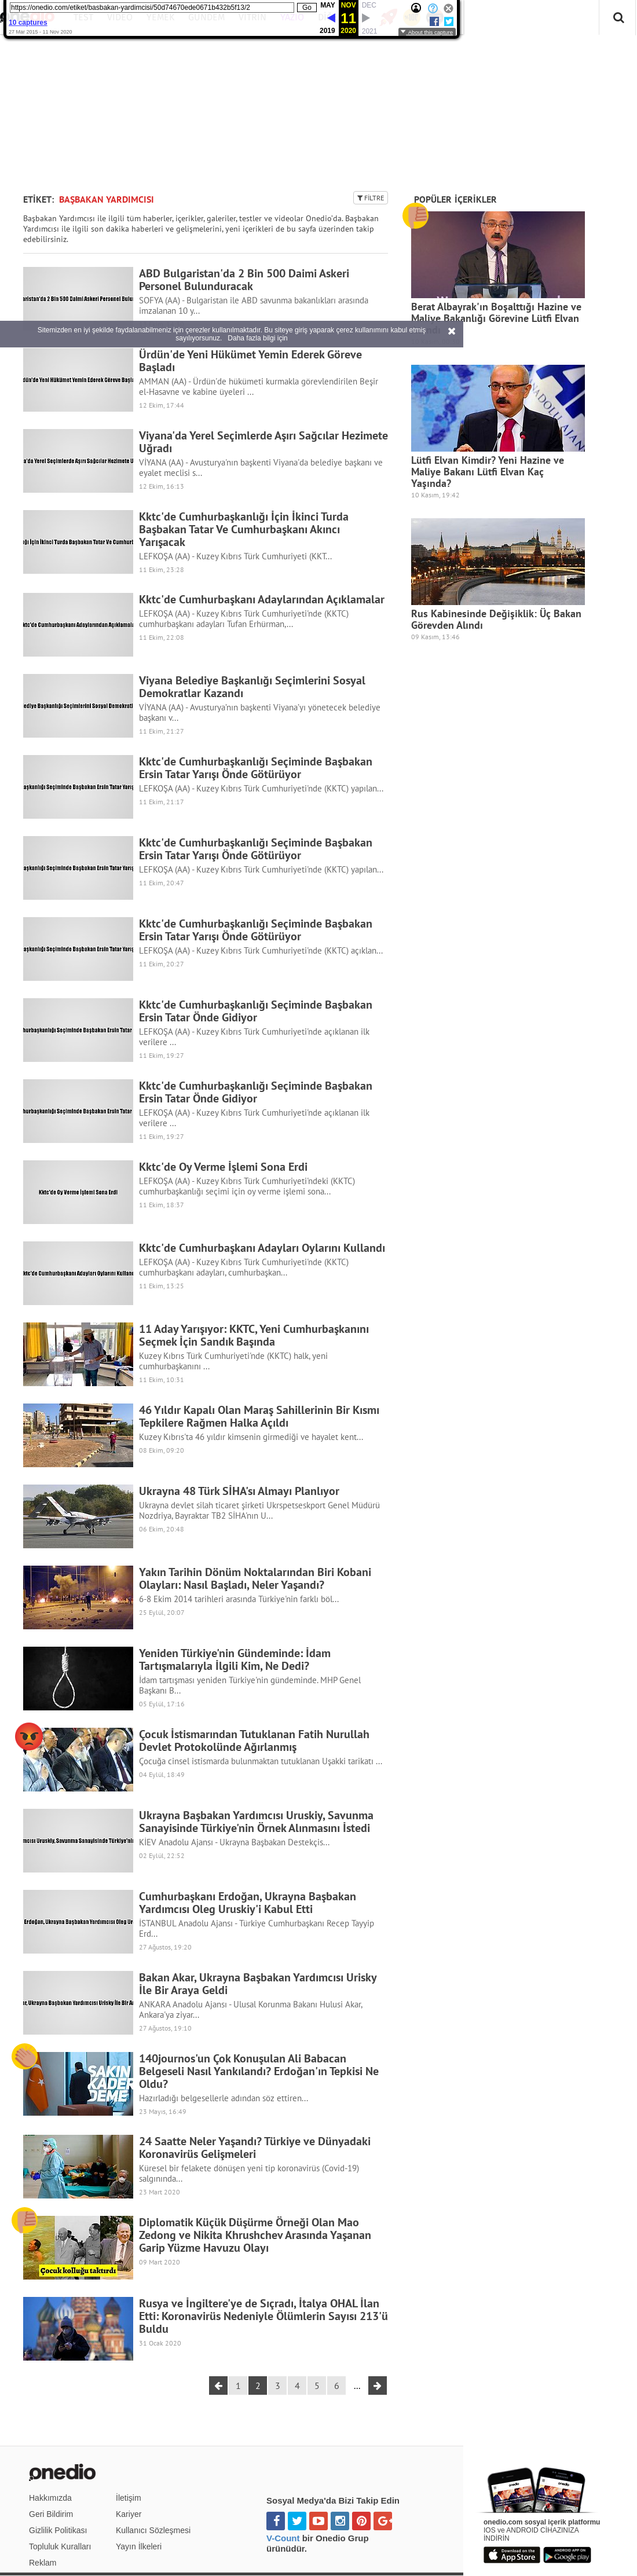 https://onedio.com/etiket/basbakan-yardimcisi/50d74670ede0671b432b5f13/2
Go
MAY
NOV
DEC
10 captures
11
27 Mar 2015 - 11 Nov 2020
2019
2020
2021
About this capture
ETİKET: BAŞBAKAN YARDIMCISI
FİLTRE
Başbakan Yardımcısı ile ilgili tüm haberler, içerikler, galeriler, testler ve videolar Onedio'da. Başbakan
Yardımcısı ile ilgili son dakika haberleri ve gelişmelerini, yeni içerikleri de bu sayfa üzerinden takip
edebilirsiniz.
ABD Bulgaristan'da 2 Bin 500 Daimi Askeri
Personel Bulunduracak
SOFYA (AA) - Bulgaristan ile ABD savunma bakanlıkları arasında
imzalanan 10 y...
Sitemizden en iyi şekilde faydalanabilmeniz için çerezler kullanılmaktadır. Bu siteye giriş yaparak çerez kullanımını kabul etmiş
sayılıyorsunuz. Daha fazla bilgi için
Ürdün'de Yeni Hükümet Yemin Ederek Göreve
Başladı
AMMAN (AA) - Ürdün'de hükümeti kurmakla görevlendirilen Beşir
el-Hasavne ve kabine üyeleri ...
12 Ekim, 17:44
Viyana'da Yerel Seçimlerde Aşırı Sağcılar Hezimete
Uğradı
VİYANA (AA) - Avusturya'nın başkenti Viyana'da belediye başkanı ve
eyalet meclisi s...
12 Ekim, 16:13
Kktc'de Cumhurbaşkanlığı İçin İkinci Turda
Başbakan Tatar Ve Cumhurbaşkanı Akıncı
Yarışacak
LEFKOŞA (AA) - Kuzey Kıbrıs Türk Cumhuriyeti (KKT...
11 Ekim, 23:28
Kktc'de Cumhurbaşkanı Adaylarından Açıklamalar
LEFKOŞA (AA) - Kuzey Kıbrıs Türk Cumhuriyeti'nde (KKTC)
cumhurbaşkanı adayları Tufan Erhürman,...
11 Ekim, 22:08
Viyana Belediye Başkanlığı Seçimlerini Sosyal
Demokratlar Kazandı
VİYANA (AA) - Avusturya'nın başkenti Viyana'yı yönetecek belediye
başkanı v...
11 Ekim, 21:27
Kktc'de Cumhurbaşkanlığı Seçiminde Başbakan
Ersin Tatar Yarışı Önde Götürüyor
LEFKOŞA (AA) - Kuzey Kıbrıs Türk Cumhuriyeti'nde (KKTC) yapılan...
11 Ekim, 21:17
Kktc'de Cumhurbaşkanlığı Seçiminde Başbakan
Ersin Tatar Yarışı Önde Götürüyor
LEFKOŞA (AA) - Kuzey Kıbrıs Türk Cumhuriyeti'nde (KKTC) yapılan...
11 Ekim, 20:47
Kktc'de Cumhurbaşkanlığı Seçiminde Başbakan
Ersin Tatar Yarışı Önde Götürüyor
LEFKOŞA (AA) - Kuzey Kıbrıs Türk Cumhuriyeti'nde (KKTC) açıklan...
11 Ekim, 20:27
Kktc'de Cumhurbaşkanlığı Seçiminde Başbakan
Ersin Tatar Önde Gidiyor
LEFKOŞA (AA) - Kuzey Kıbrıs Türk Cumhuriyeti'nde açıklanan ilk
verilere ...
11 Ekim, 19:27
Kktc'de Cumhurbaşkanlığı Seçiminde Başbakan
Ersin Tatar Önde Gidiyor
LEFKOŞA (AA) - Kuzey Kıbrıs Türk Cumhuriyeti'nde açıklanan ilk
verilere ...
11 Ekim, 19:27
Kktc'de Oy Verme İşlemi Sona Erdi
Kktc'de Oy Verme İşlemi Sona Erdi
LEFKOŞA (AA) - Kuzey Kıbrıs Türk Cumhuriyeti'ndeki (KKTC)
cumhurbaşkanlığı seçimi için oy verme işlemi sona...
11 Ekim, 18:37
Kktc'de Cumhurbaşkanı Adayları Oylarını Kullandı
LEFKOŞA (AA) - Kuzey Kıbrıs Türk Cumhuriyeti'nde (KKTC)
cumhurbaşkanı adayları, cumhurbaşkan...
11 Ekim, 13:25
11 Aday Yarışıyor: KKTC, Yeni Cumhurbaşkanını
Seçmek İçin Sandık Başında
Kuzey Kıbrıs Türk Cumhuriyeti'nde (KKTC) halk, yeni
cumhurbaşkanını ...
11 Ekim, 10:31
46 Yıldır Kapalı Olan Maraş Sahillerinin Bir Kısmı
Tepkilere Rağmen Halka Açıldı
Kuzey Kıbrıs'ta 46 yıldır kimsenin girmediği ve hayalet kent...
08 Ekim, 09:20
Ukrayna 48 Türk SİHA'sı Almayı Planlıyor
Ukrayna devlet silah ticaret şirketi Ukrspetseskport Genel Müdürü
Nozdriya, Bayraktar TB2 SİHA'nın U...
06 Ekim, 20:48
Yakın Tarihin Dönüm Noktalarından Biri Kobani
Olayları: Nasıl Başladı, Neler Yaşandı?
6-8 Ekim 2014 tarihleri arasında Türkiye'nin farklı böl...
25 Eylül, 20:07
Yeniden Türkiye'nin Gündeminde: İdam
Tartışmalarıyla İlgili Kim, Ne Dedi?
İdam tartışması yeniden Türkiye'nin gündeminde. MHP Genel
Başkanı B...
05 Eylül, 17:16
Çocuk İstismarından Tutuklanan Fatih Nurullah
Devlet Protokolünde Ağırlanmış
Çocuğa cinsel istismarda bulunmaktan tutuklanan Uşakki tarikatı ...
04 Eylül, 18:49
Ukrayna Başbakan Yardımcısı Uruskiy, Savunma
Sanayisinde Türkiye'nin Örnek Alınmasını İstedi
KİEV Anadolu Ajansı - Ukrayna Başbakan Destekçis...
02 Eylül, 22:52
Cumhurbaşkanı Erdoğan, Ukrayna Başbakan
Yardımcısı Oleg Uruskiy'i Kabul Etti
İSTANBUL Anadolu Ajansı - Türkiye Cumhurbaşkanı Recep Tayyip
Erd...
27 Ağustos, 19:20
Bakan Akar, Ukrayna Başbakan Yardımcısı Urisky
İle Bir Araya Geldi
ANKARA Anadolu Ajansı - Ulusal Korunma Bakanı Hulusi Akar,
Ankara'ya ziyar...
27 Ağustos, 19:10
SAKIN
KADER
DEME
140journos'un Çok Konuşulan Ali Babacan
Belgeseli Nasıl Yankılandı? Erdoğan'ın Tepkisi Ne
Oldu?
Hazırladığı belgesellerle adından söz ettiren...
23 Mayıs, 16:49
24 Saatte Neler Yaşandı? Türkiye ve Dünyadaki
Koronavirüs Gelişmeleri
Küresel bir felakete dönüşen yeni tip koronavirüs (Covid-19)
salgınında...
23 Mart 2020
Çocuk kolluğu taktırdı
Diplomatik Küçük Düşürme Örneği Olan Mao
Zedong ve Nikita Khrushchev Arasında Yaşanan
Garip Yüzme Havuzu Olayı
09 Mart 2020
Rusya ve İngiltere'ye de Sıçradı, İtalya OHAL İlan
Etti: Koronavirüs Nedeniyle Ölümlerin Sayısı 213'ü
Buldu
31 Ocak 2020
1 2 3 4 5 6 ...
POPÜLER İÇERİKLER
Berat Albayrak'ın Boşalttığı Hazine ve
Maliye Bakanlığı Görevine Lütfi Elvan
Lütfi Elvan Kimdir? Yeni Hazine ve
Maliye Bakanı Lütfi Elvan Kaç
Yaşında?
10 Kasım, 19:42
Rus Kabinesinde Değişiklik: Üç Bakan
Görevden Alındı
09 Kasım, 13:46
onedio
Hakkımızda
İletişim
Geri Bildirim
Kariyer
Gizlilik Politikası
Kullanıcı Sözleşmesi
Topluluk Kuralları
Yayın İlkeleri
Reklam
Sosyal Medya'da Bizi Takip Edin
V-Count bir Onedio Grup
ürünüdür.
onedio.com sosyal içerik platformu
IOS ve ANDROID CİHAZINIZA
İNDİRİN
App Store
Google play